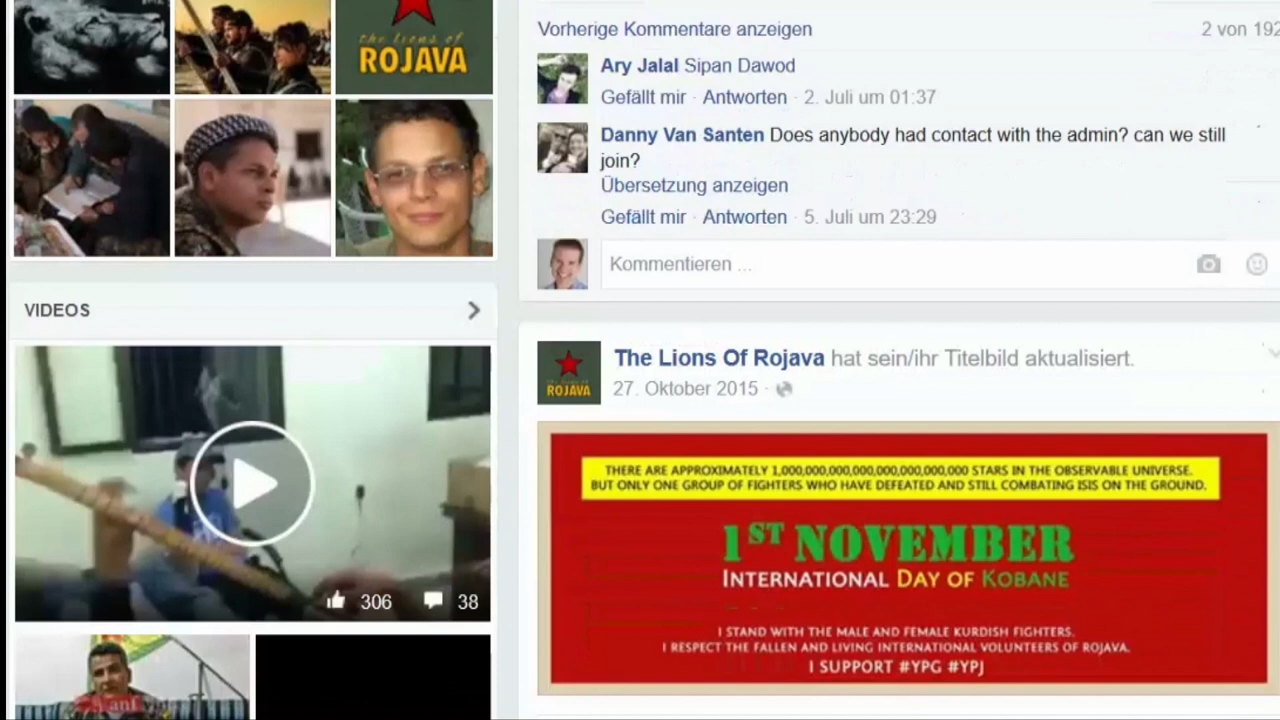 the lions of
ROJAVA
VIDEOS
306 38
Vorherige Kommentare anzeigen 2 von 192
Ary Jalal Sipan Dawod
Gefällt mir · Antworten · 2. Juli um 01:37
Danny Van Santen Does anybody had contact with the admin? can we still
join?
Übersetzung anzeigen
Gefällt mir · Antworten · 5. Juli um 23:29
Kommentieren ...
ROJAVA
The Lions Of Rojava hat sein/ihr Titelbild aktualisiert.
27. Oktober 2015 ·
THERE ARE APPROXIMATELY 1,000,000,000,000,000,000,000,000 STARS IN THE OBSERVABLE UNIVERSE.
BUT ONLY ONE GROUP OF FIGHTERS WHO HAVE DEFEATED AND STILL COMBATING ISIS ON THE GROUND.
1ST NOVEMBER
INTERNATIONAL DAY OF KOBANE
I STAND WITH THE MALE AND FEMALE KURDISH FIGHTERS.
I RESPECT THE FALLEN AND LIVING INTERNATIONAL VOLUNTEERS OF ROJAVA.
I SUPPORT #YPG #YPJ